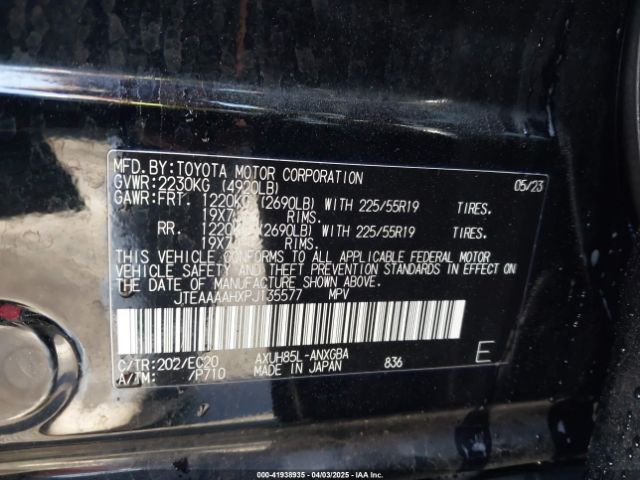 MFD.BY:TOYOTA MOTOR CORPORATION 05/23
GVWR:2230KG (4920LB)
GAWR:FRT. 1220KG (2690LB) WITH 225/55R19 TIRES.
RIMS.
RR. (2690LB) WITH 225/55R19 TIRES.
RIMS.
THIS VEHICLE CONFORMS TO ALL APPLICABLE FEDERAL MOTOR
VEHICLE SAFETY AND THEFT PREVENTION STANDARDS IN EFFECT ON
THE DATE OF MANUFACTURE SHOWN ABOVE.
JTEAAAAHXPJ135577 MPV
C/TR:202/EC20 AXUH85L-ANXGBA 836 E
A/TM: /P710 MADE IN JAPAN
000-41938935 - 04/03/2025 - IAA Inc.